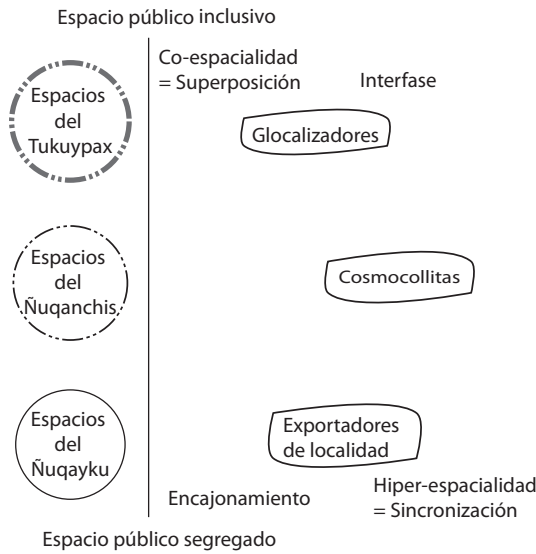 Espacio público inclusivo
Co-espacialidad
= Superposición
Interfase
Espacios
del
Tukuypax
Glocalizadores
Espacios
del
Ñuqanchis
Cosmocollitas
Espacios
del
Ñuqayku
Exportadores
de localidad
Encajonamiento
Hiper-espacialidad
= Sincronización
Espacio público segregado